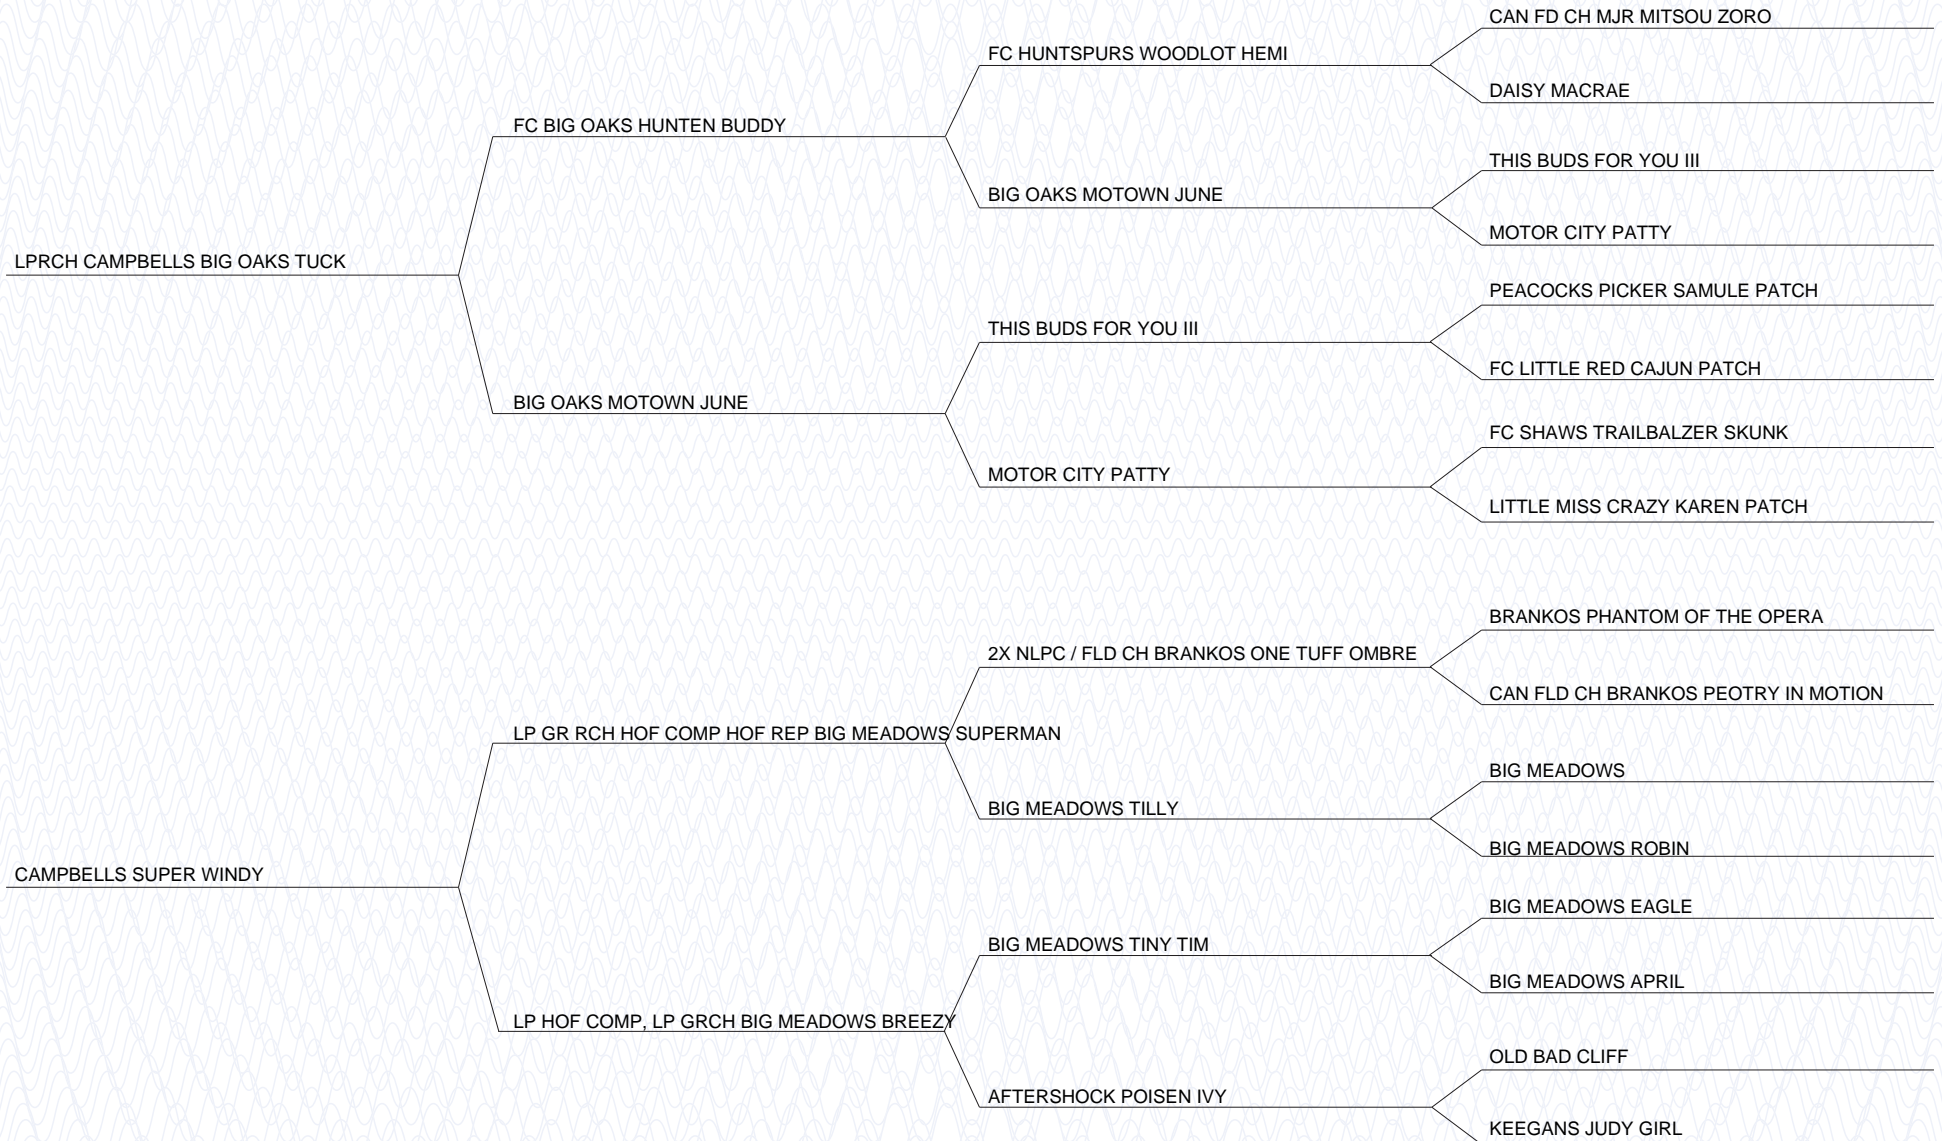 CAN FD CH MJR MITSOU ZORO
FC HUNTSPURS WOODLOT HEMI
DAISY MACRAE
FC BIG OAKS HUNTEN BUDDY
THIS BUDS FOR YOU III
BIG OAKS MOTOWN JUNE
MOTOR CITY PATTY
LPRCH CAMPBELLS BIG OAKS TUCK
PEACOCKS PICKER SAMULE PATCH
THIS BUDS FOR YOU III
FC LITTLE RED CAJUN PATCH
BIG OAKS MOTOWN JUNE
FC SHAWS TRAILBALZER SKUNK
MOTOR CITY PATTY
LITTLE MISS CRAZY KAREN PATCH
BRANKOS PHANTOM OF THE OPERA
2X NLPC / FLD CH BRANKOS ONE TUFF OMBRE
CAN FLD CH BRANKOS PEOTRY IN MOTION
LP GR RCH HOF COMP HOF REP BIG MEADOWS SUPERMAN
BIG MEADOWS
BIG MEADOWS TILLY
BIG MEADOWS ROBIN
CAMPBELLS SUPER WINDY
BIG MEADOWS EAGLE
BIG MEADOWS TINY TIM
BIG MEADOWS APRIL
LP HOF COMP, LP GRCH BIG MEADOWS BREEZY
OLD BAD CLIFF
AFTERSHOCK POISEN IVY
KEEGANS JUDY GIRL